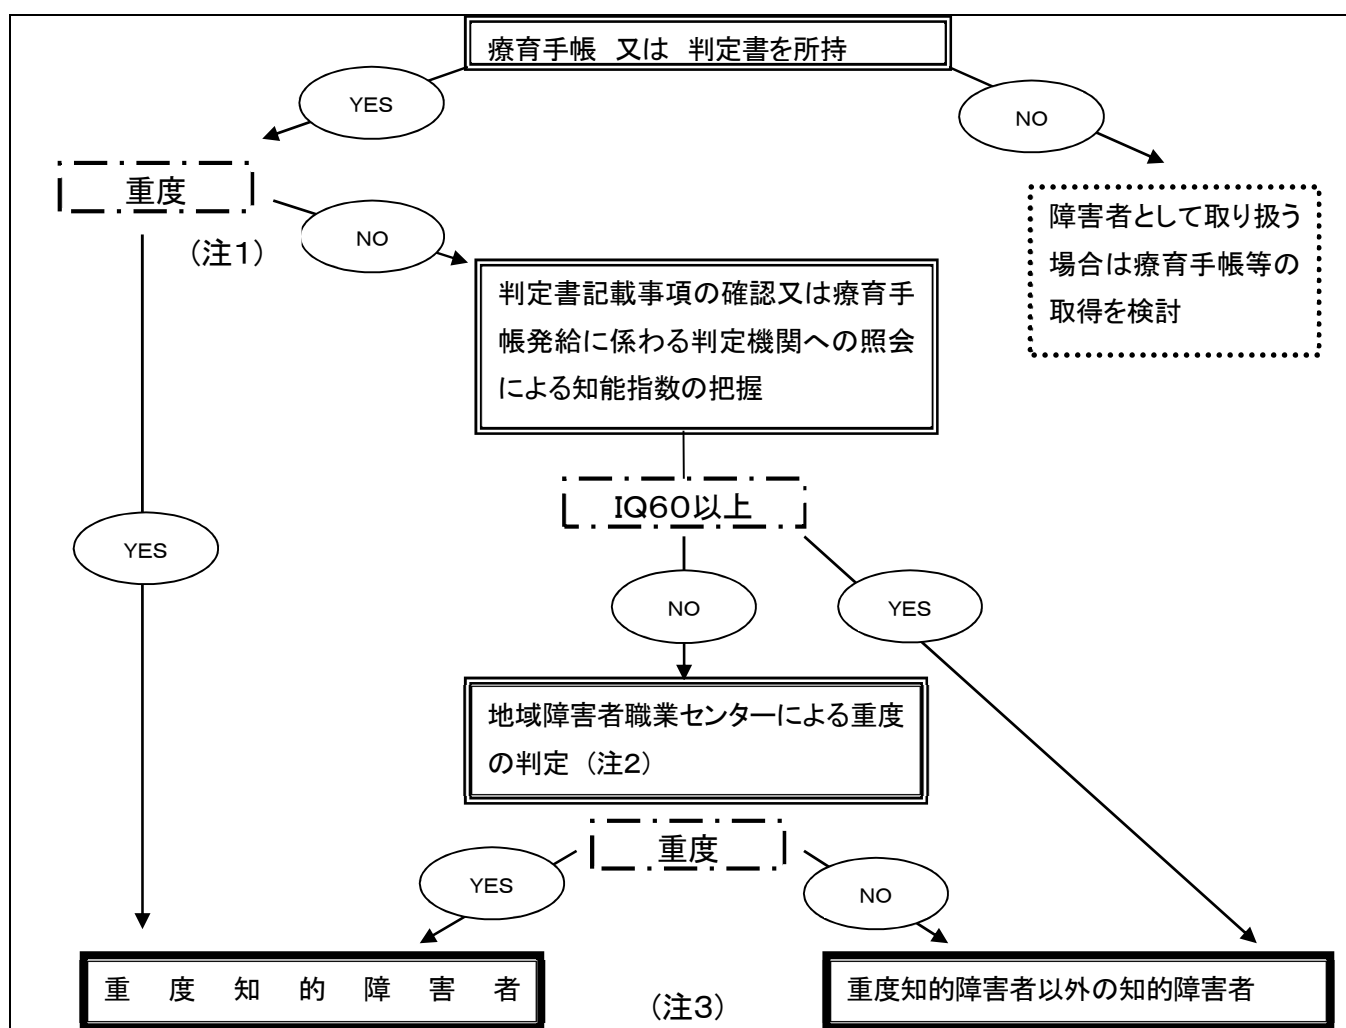 療育手帳 又は 判定書を所持
YES
NO
重度
(注1)
NO
障害者として取り扱う
場合は療育手帳等の
取得を検討
判定書記載事項の確認又は療育手
帳発給に係わる判定機関への照会
による知能指数の把握
IQ60以上
YES
NO
YES
地域障害者職業センターによる重度
の判定 (注2)
重度
YES
NO
重度知的障害者
(注3)
重度知的障害者以外の知的障害者